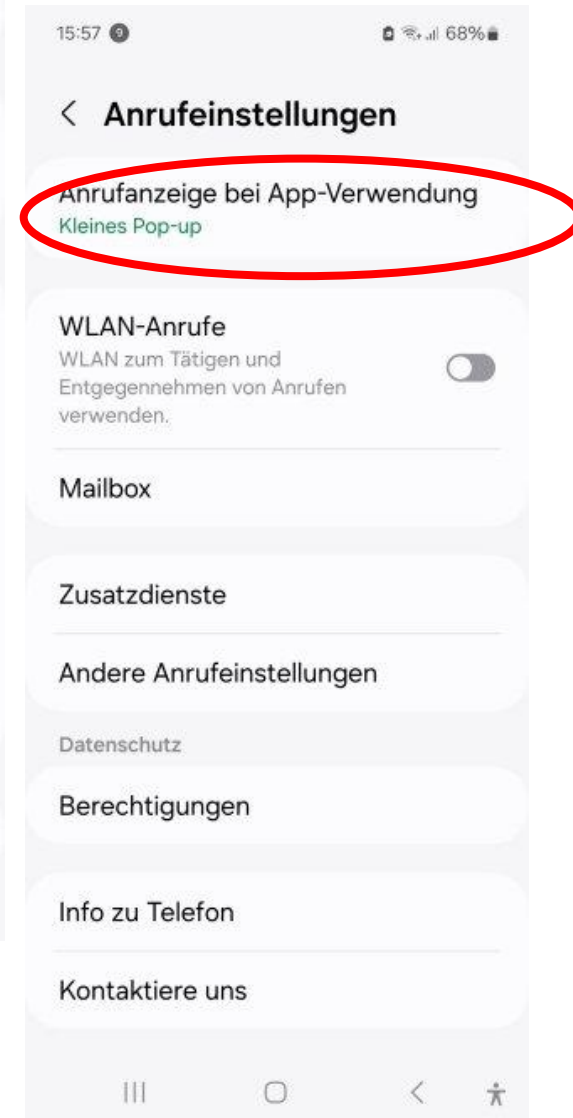 15:57 9 68%
Anrufeinstellungen
Anrufanzeige bei App-Verwendung
Kleines Pop-up
WLAN-Anrufe
WLAN zum Tätigen und
Entgegennehmen von Anrufen
verwenden.
Mailbox
Zusatzdienste
Andere Anrufeinstellungen
Datenschutz
Berechtigungen
Info zu Telefon
Kontaktiere uns